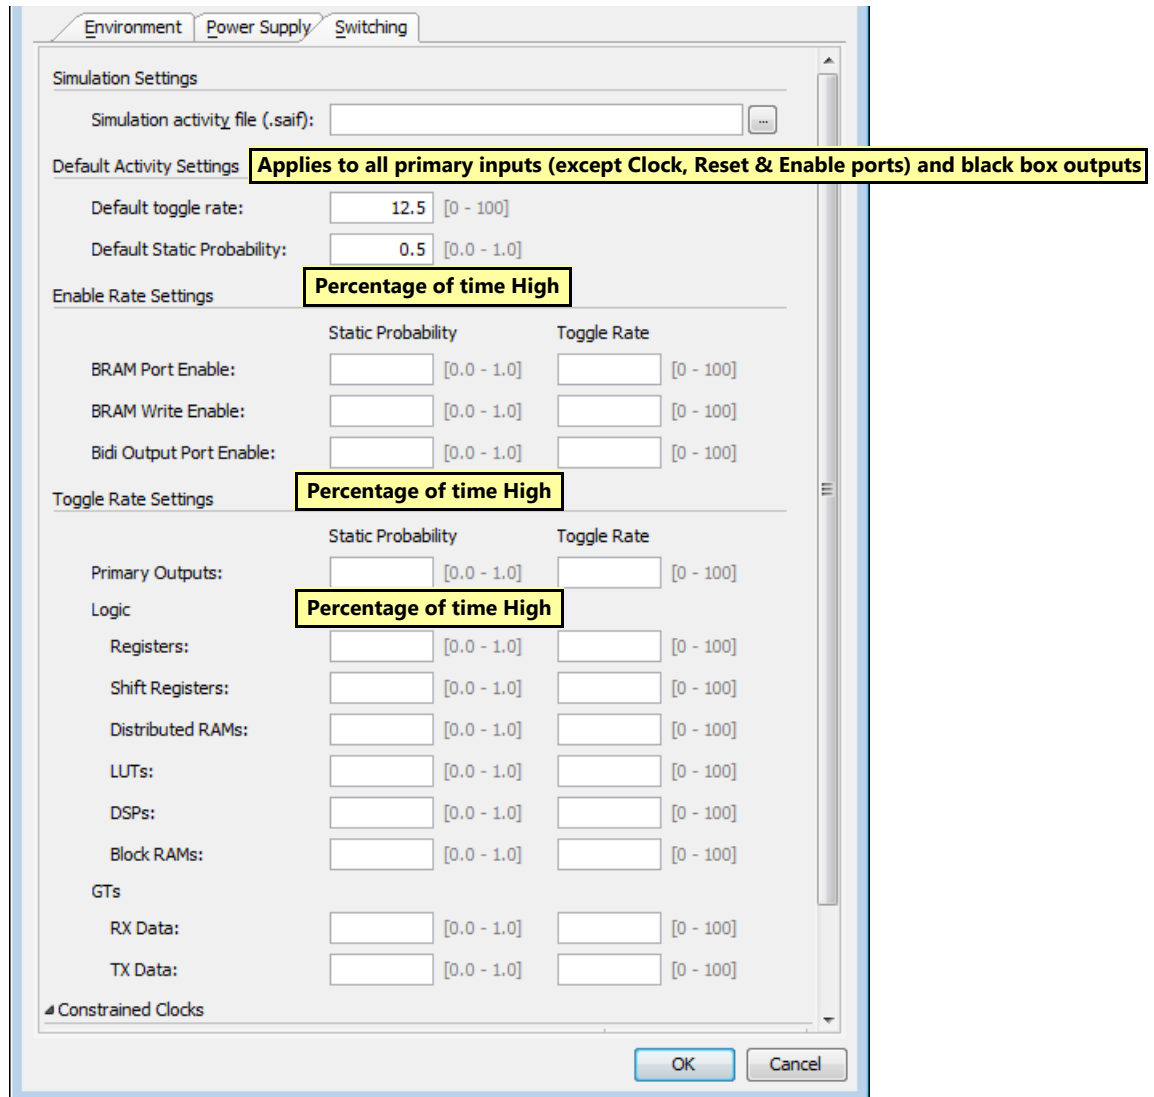 Environment Power Supply Switching
Simulation Settings
Simulation activity file (.saif): ...
Default Activity Settings Applies to all primary inputs (except Clock, Reset & Enable ports) and black box outputs
Default toggle rate: 12.5 [0 - 100]
Default Static Probability: 0.5 [0.0 - 1.0]
Percentage of time High
Enable Rate Settings
Static Probability Toggle Rate
BRAM Port Enable: [0.0 - 1.0] [0 - 100]
BRAM Write Enable: [0.0 - 1.0] [0 - 100]
Bidi Output Port Enable: [0.0 - 1.0] [0 - 100]
Percentage of time High
Toggle Rate Settings
Static Probability Toggle Rate
Primary Outputs: [0.0 - 1.0] [0 - 100]
Logic Percentage of time High
Registers: [0.0 - 1.0] [0 - 100]
Shift Registers: [0.0 - 1.0] [0 - 100]
Distributed RAMs: [0.0 - 1.0] [0 - 100]
LUTs: [0.0 - 1.0] [0 - 100]
DSPs: [0.0 - 1.0] [0 - 100]
Block RAMs: [0.0 - 1.0] [0 - 100]
GTs
RX Data: [0.0 - 1.0] [0 - 100]
TX Data: [0.0 - 1.0] [0 - 100]
Constrained Clocks
OK Cancel